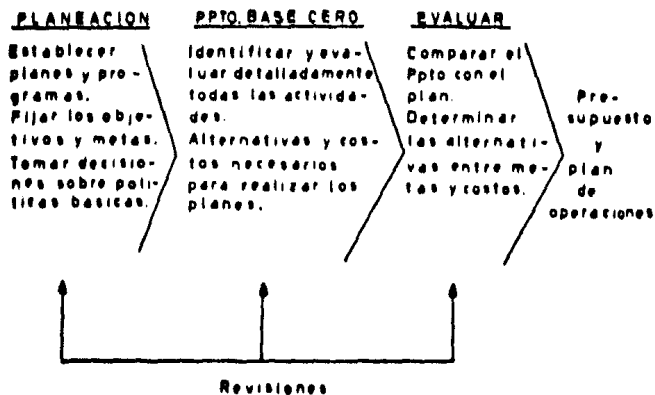 PLANEACION
Establecer
planes y pro-
gramas.
Fijar los obje-
tivos y metas.
Tomar decisio-
nes sobre poli-
ticas basicas.
PPTO. BASE CERO
Identificar y eva-
luar detalladamente
todas las activida-
des.
Alternativas y cos-
tos necesarios
para realizar los
planes.
EVALUAR
Comparar el
Ppto con el
plan.
Determinar
las alternati-
vas entre me-
tas y costos.
Pre-
supuesto
y
plan
de
operaciones
Revisiones